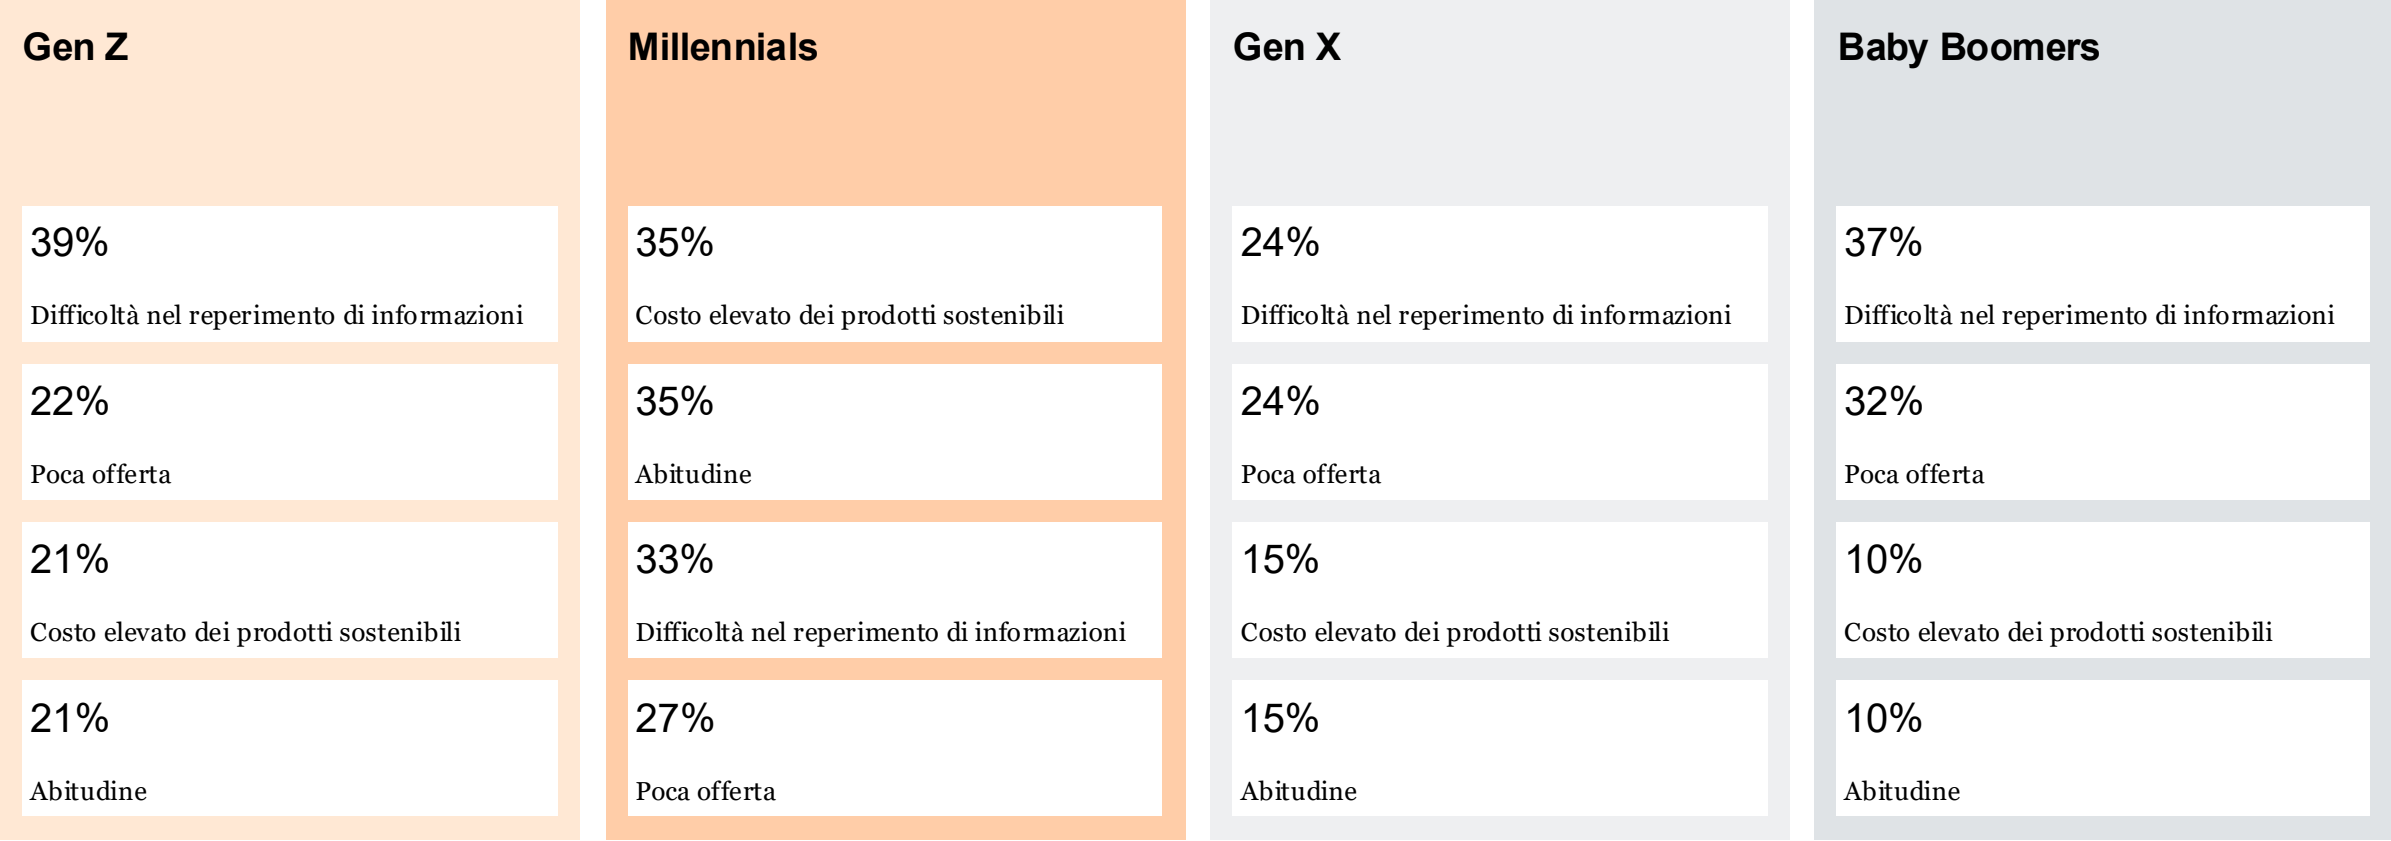 Gen Z
39%
Difficoltà nel reperimento di informazioni
22%
Poca offerta
21%
Costo elevato dei prodotti sostenibili
21%
Abitudine
Millennials
35%
Costo elevato dei prodotti sostenibili
35%
Abitudine
33%
Difficoltà nel reperimento di informazioni
27%
Poca offerta
Gen X
24%
Difficoltà nel reperimento di informazioni
24%
Poca offerta
15%
Costo elevato dei prodotti sostenibili
15%
Abitudine
Baby Boomers
37%
Difficoltà nel reperimento di informazioni
32%
Poca offerta
10%
Costo elevato dei prodotti sostenibili
10%
Abitudine